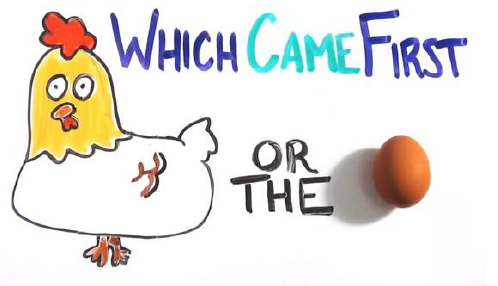 WHICH CAME FIRST
OR
THE